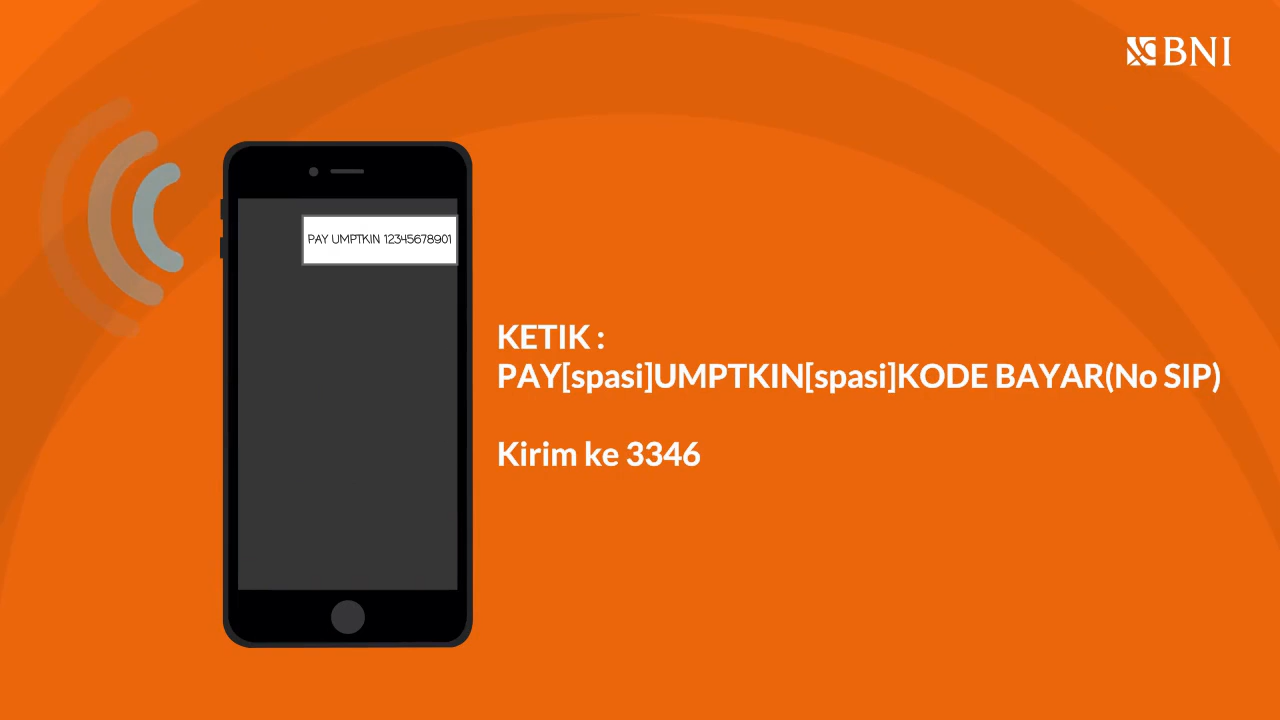 BNI
PAY UMPTKIN 12345678901
KETIK :
PAY[spasi]UMPTKIN[spasi]KODE BAYAR(No SIP)
Kirim ke 3346